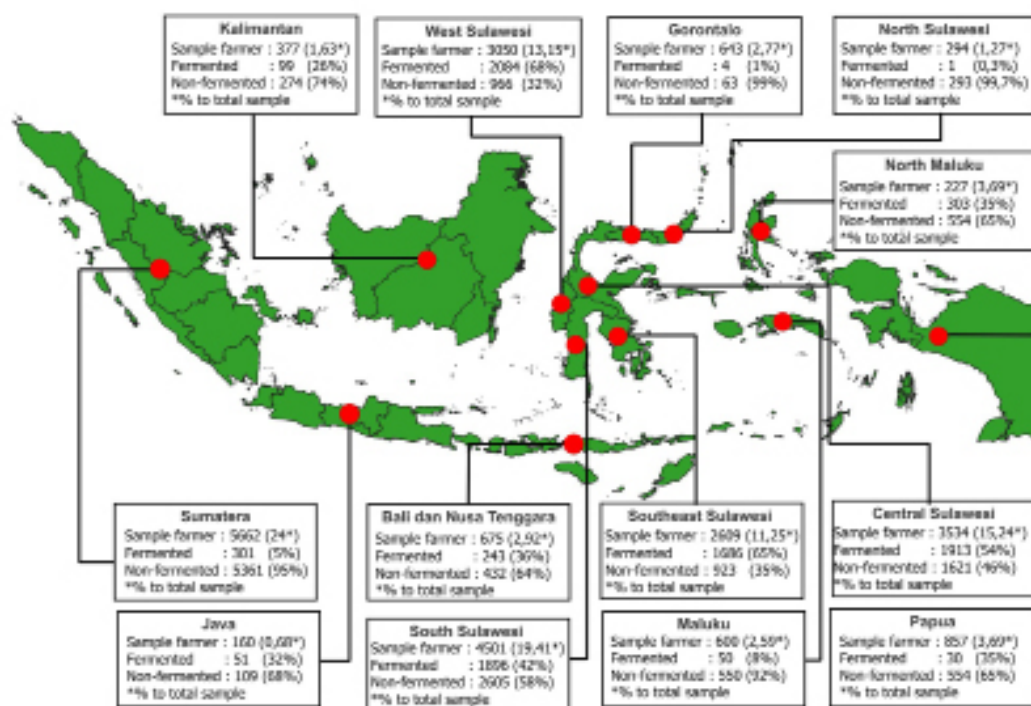 Kalimantan
Sample farmer : 377 (1,63*)
Fermented : 99 (26%)
Non-fermented : 274 (74%)
*% to total sample
West Sulawesi
Sample farmer : 3050 (13,15*)
Fermented : 2084 (68%)
Non-fermented : 966 (32%)
*% to total sample
Gorontalo
Sample farmer : 643 (2,77*)
Fermented : 4 (1%)
Non-fermented : 63 (99%)
*% to total sample
North Sulawesi
Sample farmer : 294 (1,27*)
Fermented : 1 (0,3%)
Non-fermented : 293 (99,7%)
*% to total sample
North Maluku
Sample farmer : 227 (3,69*)
Fermented : 303 (35%)
Non-fermented : 554 (65%)
*% to total sample
Sumatera
Sample farmer : 5662 (24*)
Fermented : 301 (5%)
Non-fermented : 5361 (95%)
*% to total sample
Bali dan Nusa Tenggara
Sample farmer : 675 (2,92*)
Fermented : 243 (36%)
Non-fermented : 432 (64%)
*% to total sample
Southeast Sulawesi
Sample farmer : 2609 (11,25*)
Fermented : 1686 (65%)
Non-fermented : 923 (35%)
*% to total sample
Central Sulawesi
Sample farmer : 3534 (15,24*)
Fermented : 1913 (54%)
Non-fermented : 1621 (46%)
*% to total sample
Java
Sample farmer : 160 (0,68*)
Fermented : 51 (32%)
Non-fermented : 109 (68%)
*% to total sample
South Sulawesi
Sample farmer : 4501 (19,41*)
Fermented : 1896 (42%)
Non-fermented : 2605 (58%)
*% to total sample
Maluku
Sample farmer : 600 (2,59*)
Fermented : 50 (8%)
Non-fermented : 550 (92%)
*% to total sample
Papua
Sample farmer : 857 (3,69*)
Fermented : 30 (35%)
Non-fermented : 554 (65%)
*% to total sample